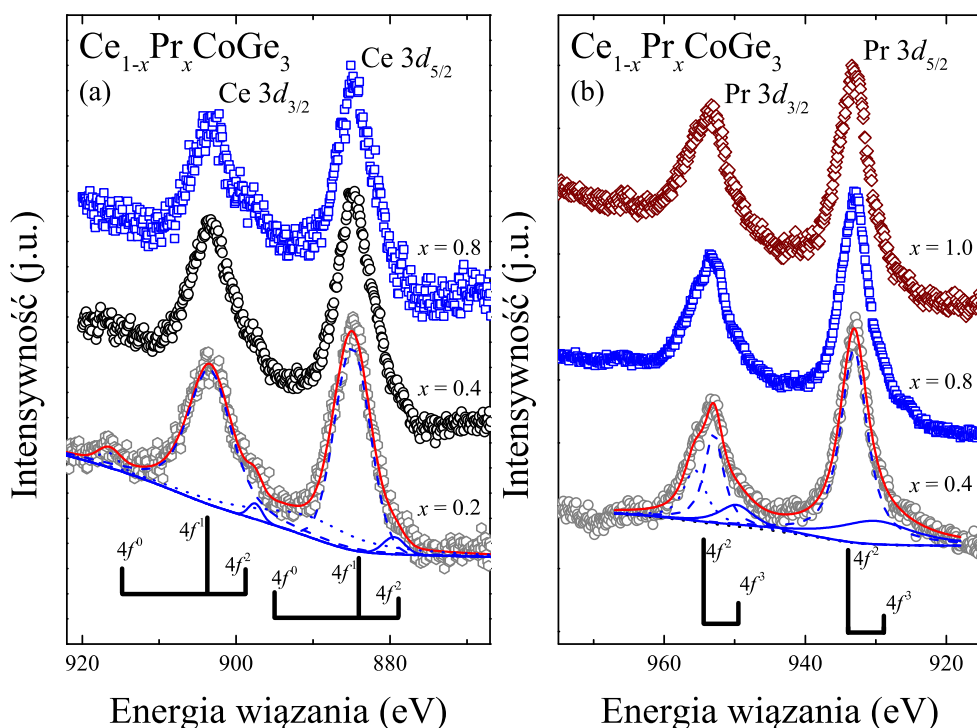 Ce₁₋ₓPrₓCoGe₃
(a)
Ce 3d₅/₂
Ce 3d₃/₂
x = 0.8
x = 0.4
x = 0.2
4f⁰
4f¹
4f²
4f⁰
4f¹
4f²
920
900
880
Energia wiązania (eV)
Intensywność (j.u.)
Ce₁₋ₓPrₓCoGe₃
(b)
Pr 3d₅/₂
Pr 3d₃/₂
x = 1.0
x = 0.8
x = 0.4
4f²
4f³
4f²
4f³
960
940
920
Energia wiązania (eV)
Intensywność (j.u.)